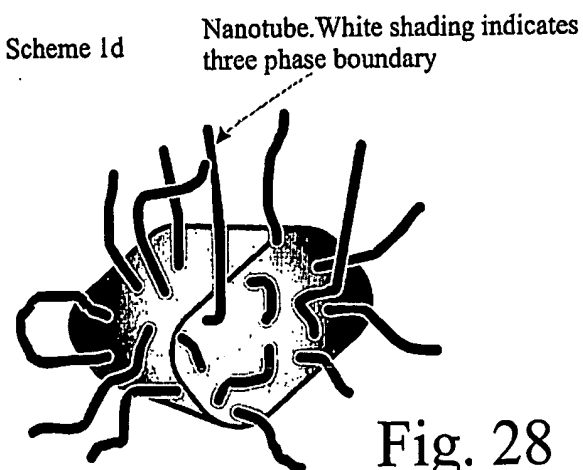 Scheme 1d
Nanotube.White shading indicates
three phase boundary
Fig. 28